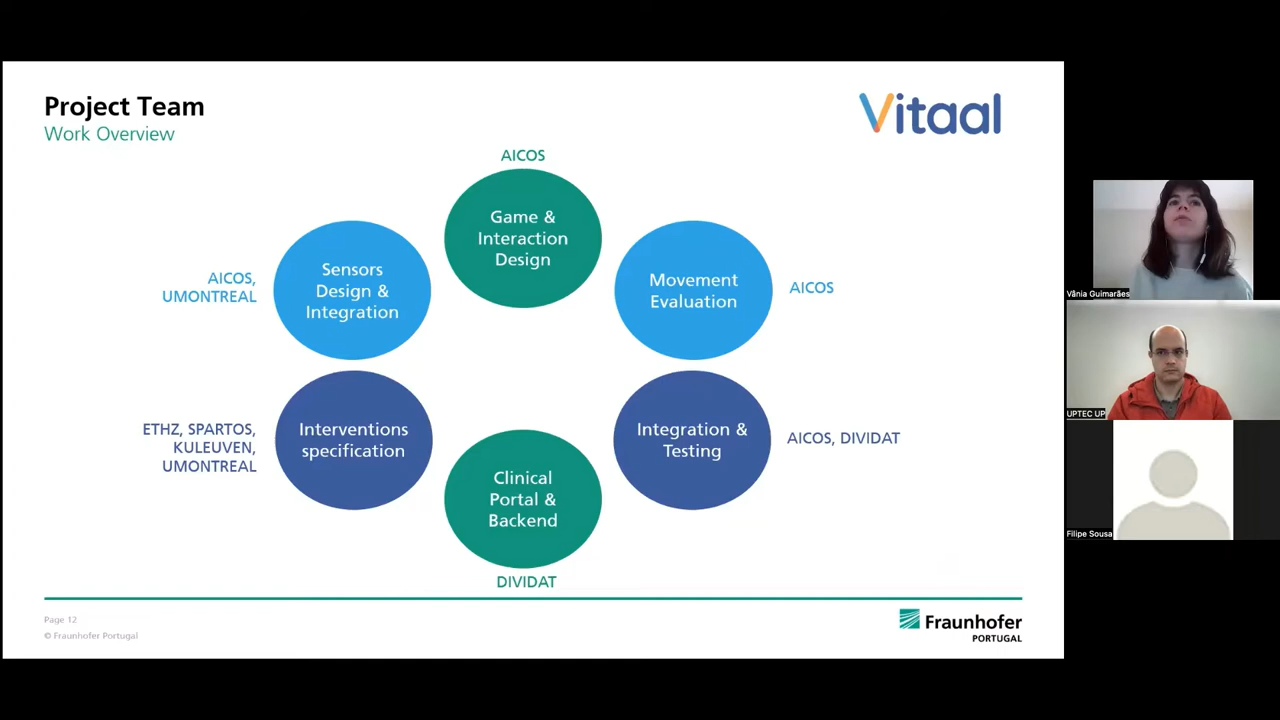 Project Team
Work Overview
Vitaal
AICOS
Game &
Interaction
Design
AICOS,
UMONTREAL
Sensors
Design &
Integration
Movement
Evaluation
AICOS
ETHZ, SPARTOS,
KULEUVEN,
UMONTREAL
Interventions
specification
Integration &
Testing
AICOS, DIVIDAT
Clinical
Portal &
Backend
DIVIDAT
Page 12
© Fraunhofer Portugal
Fraunhofer
PORTUGAL
Vânia Guimarães
UPTEC UP
Filipe Sousa